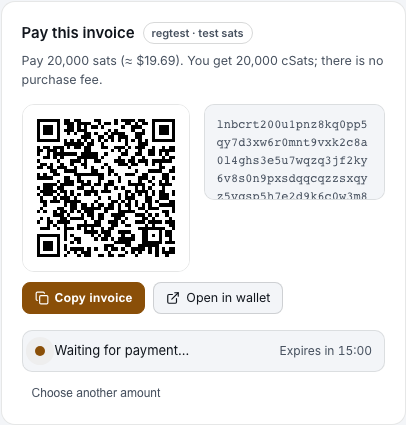 Pay this invoice
regtest · test sats
Pay 20,000 sats (≈ $19.69). You get 20,000 cSats; there is no
purchase fee.
lnbcrt200u1pnz8kq0pp5
qy7d3xw6r0mnt9vxk2c8a
0l4ghs3e5u7wqzq3jf2ky
6v8s0n9pxsdqqcqzzsxqy
z5vqsp5h7e2d9k6c0w3m8
Copy invoice
Open in wallet
Waiting for payment...
Expires in 15:00
Choose another amount